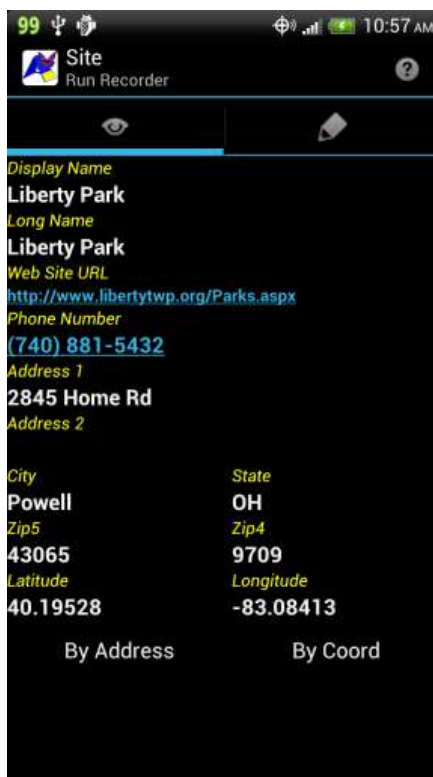 99 10:57 AM
Site
Run Recorder
Display Name
Liberty Park
Long Name
Liberty Park
Web Site URL
http://www.libertytwp.org/Parks.aspx
Phone Number
(740) 881-5432
Address 1
2845 Home Rd
Address 2
City State
Powell OH
Zip5 Zip4
43065 9709
Latitude Longitude
40.19528 -83.08413
By Address By Coord